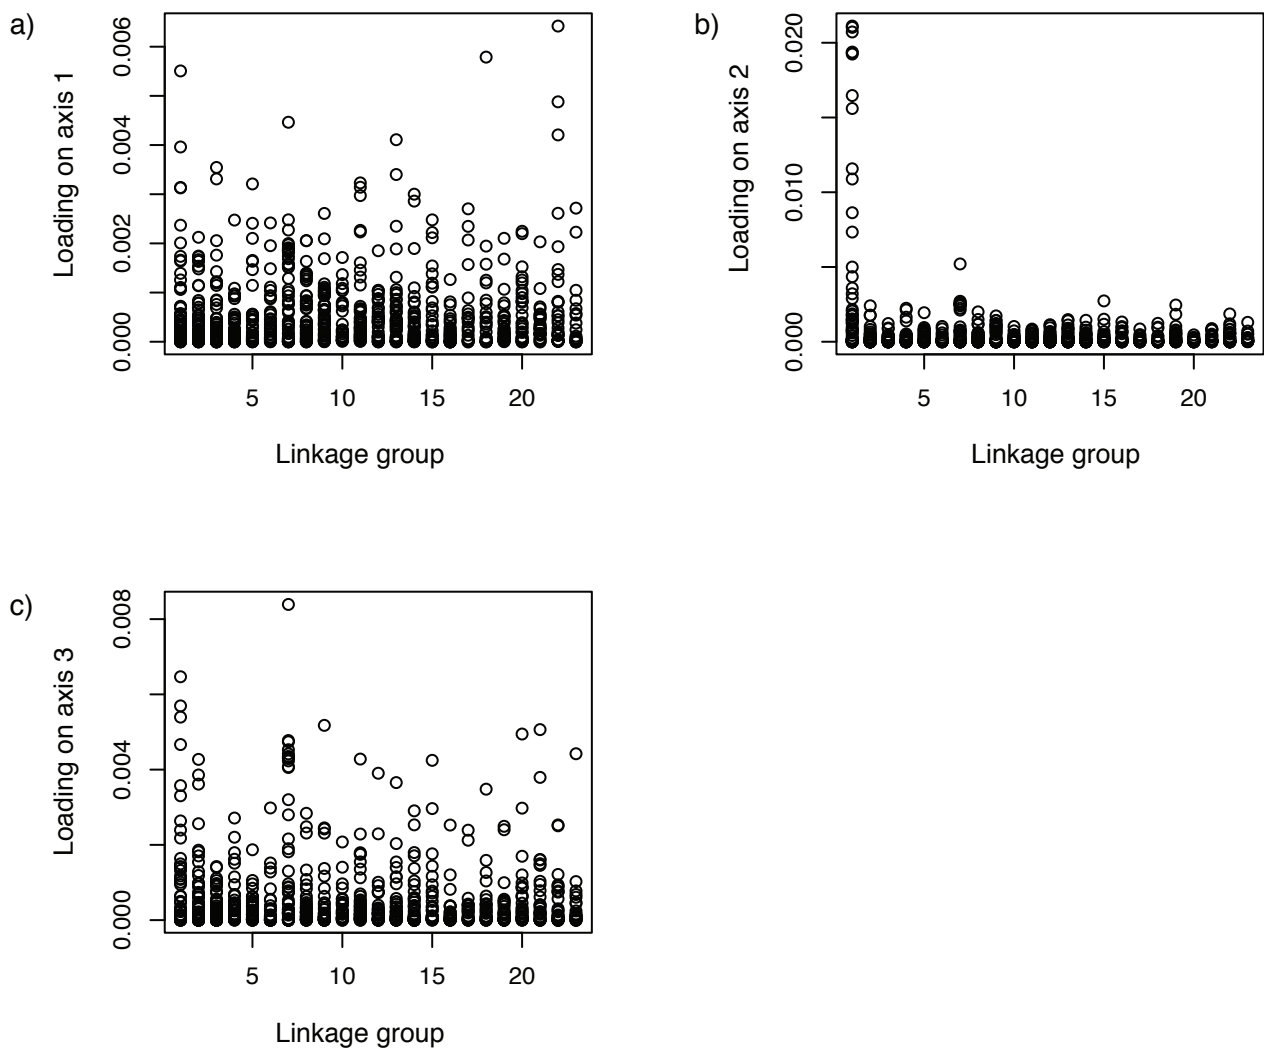 a)
Loading on axis 1
0.000 0.002 0.004 0.006
5 10 15 20
Linkage group
b)
Loading on axis 2
0.000 0.010 0.020
5 10 15 20
Linkage group
c)
Loading on axis 3
0.000 0.004 0.008
5 10 15 20
Linkage group